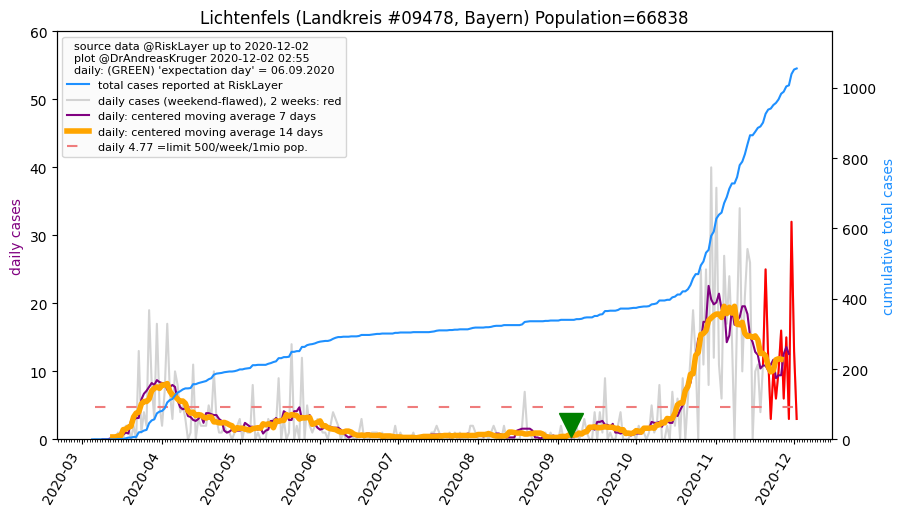 Lichtenfels (Landkreis #09478, Bayern) Population=66838
60
50
40
30
20
10
0
daily cases
source data @RiskLayer up to 2020-12-02
plot @DrAndreasKruger 2020-12-02 02:55
daily: (GREEN) 'expectation day' = 06.09.2020
total cases reported at RiskLayer
daily cases (weekend-flawed), 2 weeks: red
daily: centered moving average 7 days
daily: centered moving average 14 days
daily 4.77 =limit 500/week/1mio pop.
1000
800
600
400
200
0
cumulative total cases
2020-03
2020-04
2020-05
2020-06
2020-07
2020-08
2020-09
2020-10
2020-11
2020-12